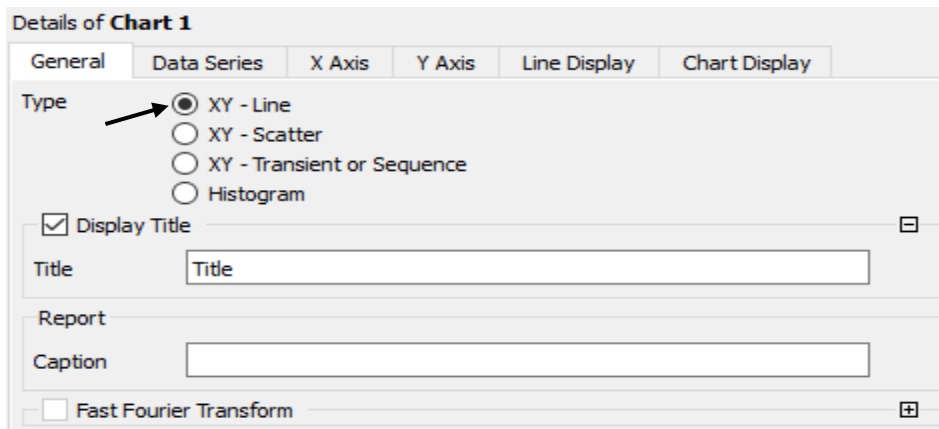 Details of Chart 1
General Data Series X Axis Y Axis Line Display Chart Display
Type XY - Line
XY - Scatter
XY - Transient or Sequence
Histogram
Display Title
Title Title
Report
Caption
Fast Fourier Transform